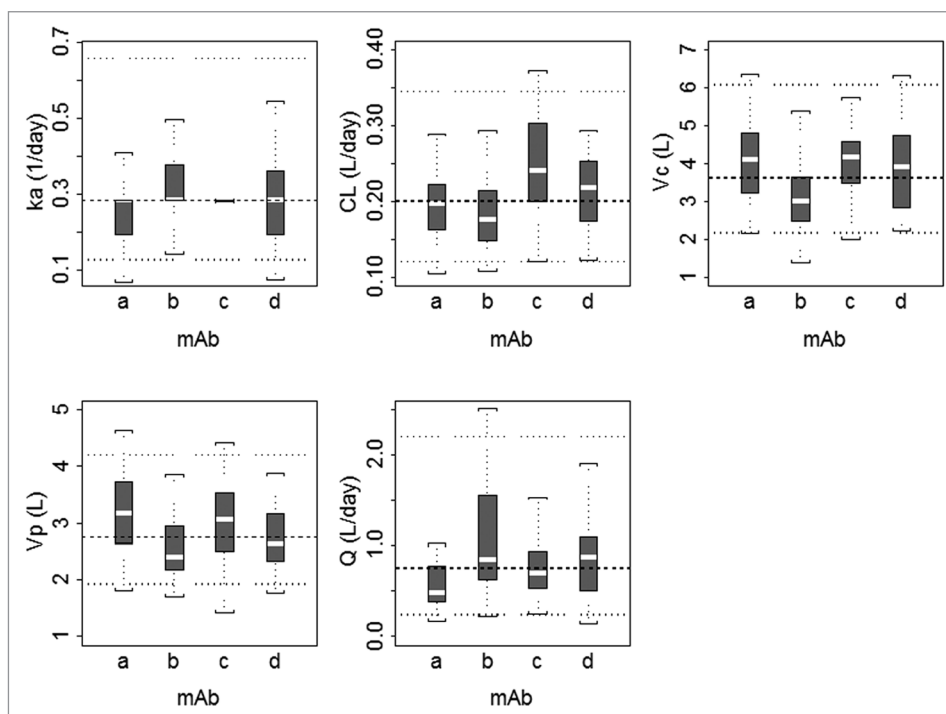 ka (1/day)
0.1 0.3 0.5 0.7
a b c d
mAb
CL (L/day)
0.10 0.20 0.30 0.40
a b c d
mAb
Vc (L)
1 2 3 4 5 6 7
a b c d
mAb
Vp (L)
1 2 3 4 5
a b c d
mAb
Q (L/day)
0.0 1.0 2.0
a b c d
mAb